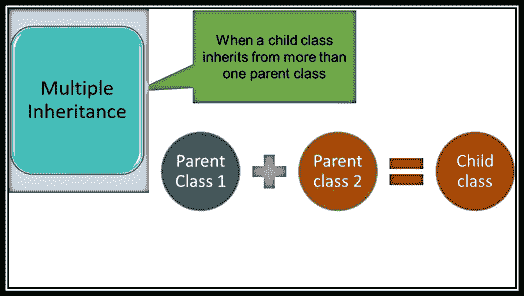 Multiple
Inheritance
When a child class
inherits from more than
one parent class
Parent
Class 1
Parent
class 2
Child
class